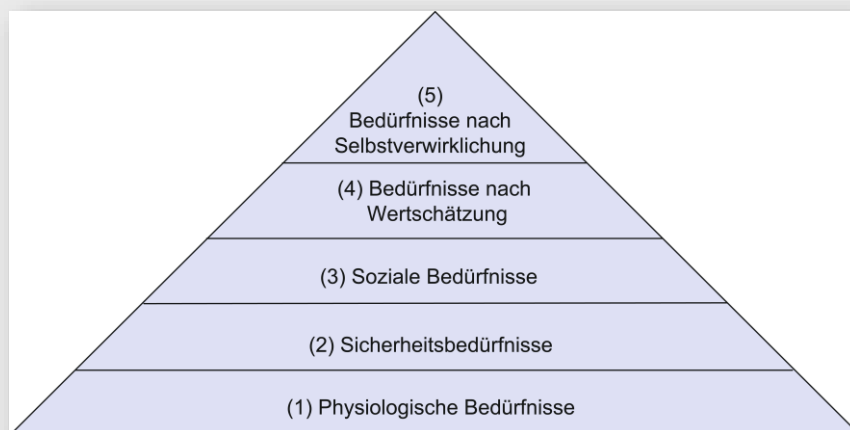 (5)
Bedürfnisse nach
Selbstverwirklichung
(4) Bedürfnisse nach
Wertschätzung
(3) Soziale Bedürfnisse
(2) Sicherheitsbedürfnisse
(1) Physiologische Bedürfnisse